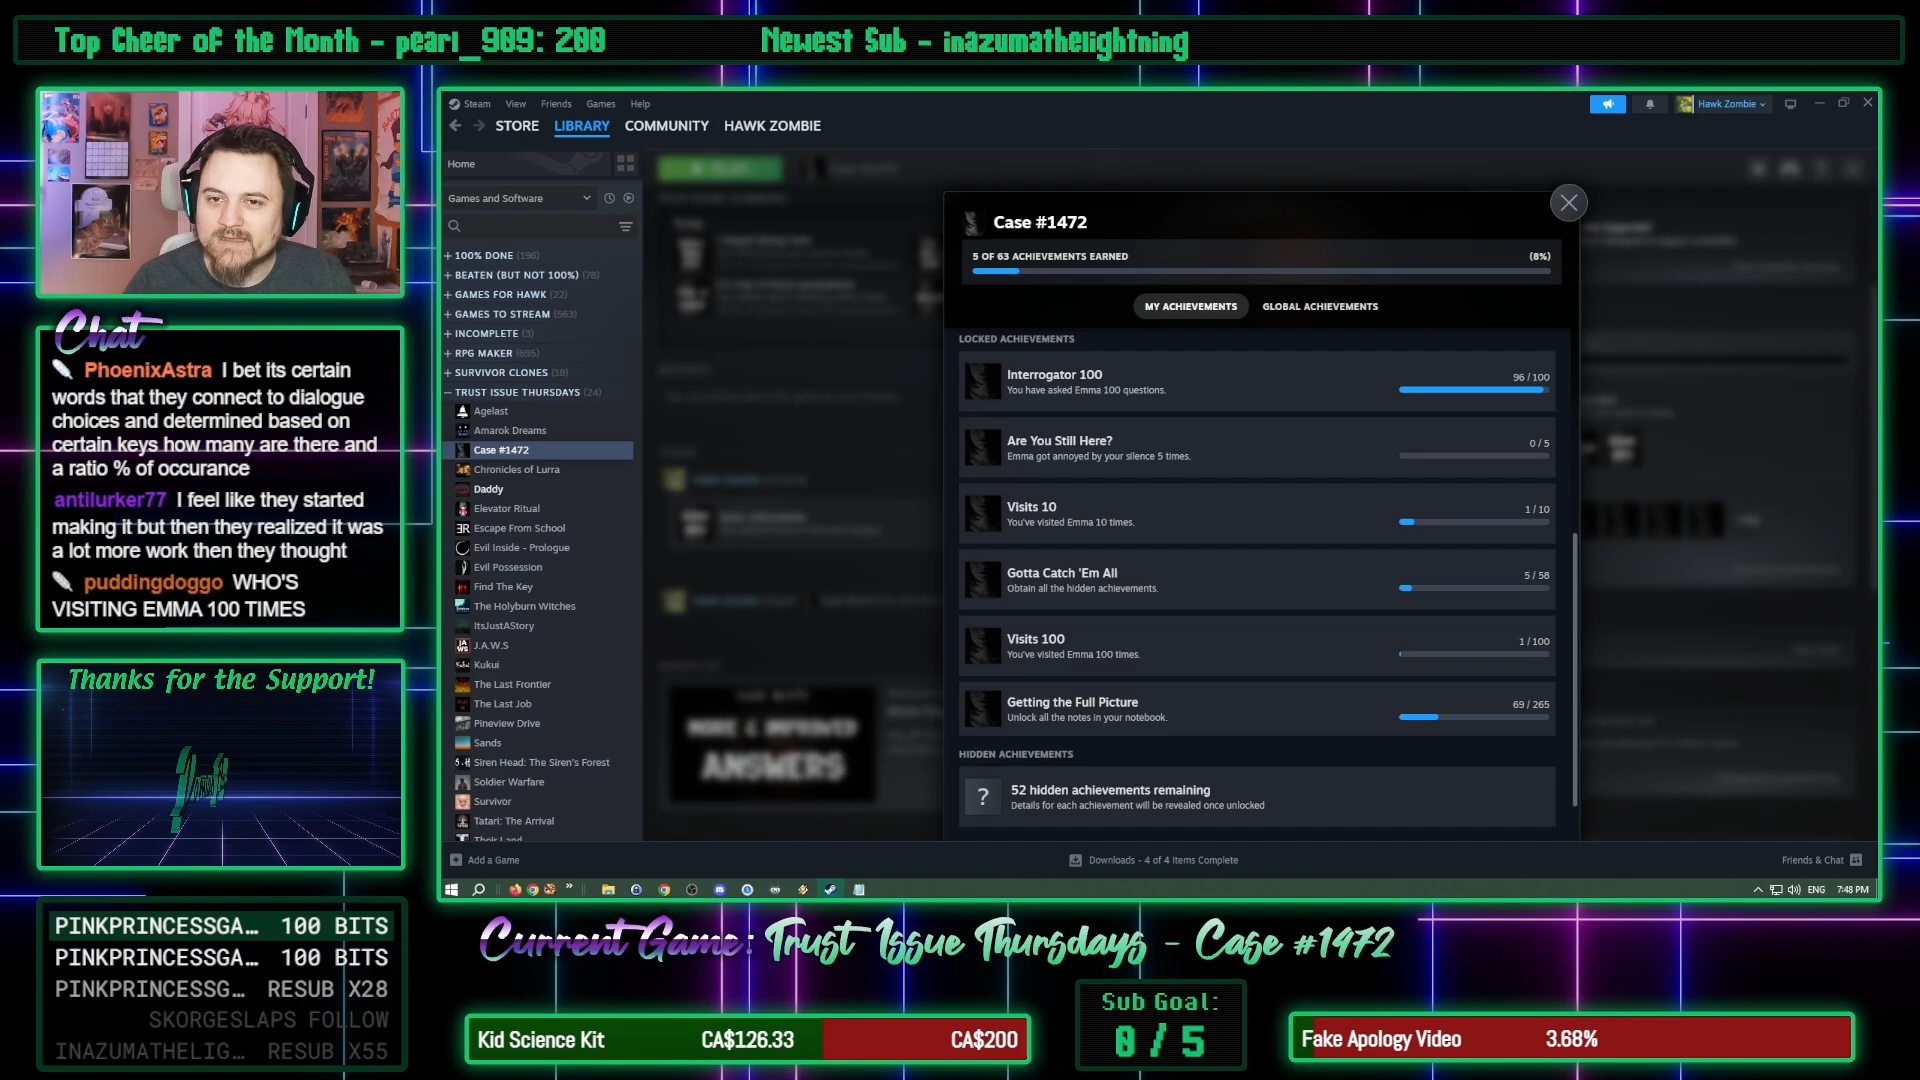 Top Cheer of the Month - pearl_909: 200
Newest Sub - inazumathelightning
Steam View Friends Games Help
Hawk Zombie
STORE LIBRARY COMMUNITY HAWK ZOMBIE
Home
Games and Software
100% DONE (196)
BEATEN (BUT NOT 100%) (78)
GAMES FOR HAWK (22)
GAMES TO STREAM (563)
INCOMPLETE (3)
RPG MAKER (695)
SURVIVOR CLONES (18)
TRUST ISSUE THURSDAYS (24)
Agelast
Amarok Dreams
Case #1472
Chronicles of Lurra
Daddy
Elevator Ritual
Escape From School
Evil Inside - Prologue
Evil Possession
Find The Key
The Holyburn Witches
ItsJustAStory
J.A.W.S
Kukui
The Last Frontier
The Last Job
Pineview Drive
Sands
Siren Head: The Siren's Forest
Soldier Warfare
Survivor
Tatari: The Arrival
Their Land
Case #1472
5 OF 63 ACHIEVEMENTS EARNED (8%)
MY ACHIEVEMENTS GLOBAL ACHIEVEMENTS
LOCKED ACHIEVEMENTS
Interrogator 100
You have asked Emma 100 questions.
96 / 100
Are You Still Here?
Emma got annoyed by your silence 5 times.
0 / 5
Visits 10
You've visited Emma 10 times.
1 / 10
Gotta Catch 'Em All
Obtain all the hidden achievements.
5 / 58
Visits 100
You've visited Emma 100 times.
1 / 100
Getting the Full Picture
Unlock all the notes in your notebook.
69 / 265
HIDDEN ACHIEVEMENTS
?
52 hidden achievements remaining
Details for each achievement will be revealed once unlocked
MORE & IMPROVED
ANSWERS
Add a Game
Downloads - 4 of 4 Items Complete
Friends & Chat
ENG 7:48 PM
Chat
PhoenixAstra I bet its certain
words that they connect to dialogue
choices and determined based on
certain keys how many are there and
a ratio % of occurance
antilurker77 I feel like they started
making it but then they realized it was
a lot more work then they thought
puddingdoggo WHO'S
VISITING EMMA 100 TIMES
Thanks for the Support!
PINKPRINCESSGA... 100 BITS
PINKPRINCESSGA... 100 BITS
PINKPRINCESSG... RESUB X28
SKORGESLAPS FOLLOW
INAZUMATHELIG... RESUB X55
Current Game: Trust Issue Thursdays - Case #1472
Kid Science Kit CA$126.33 CA$200
Sub Goal:
0 / 5
Fake Apology Video 3.68%